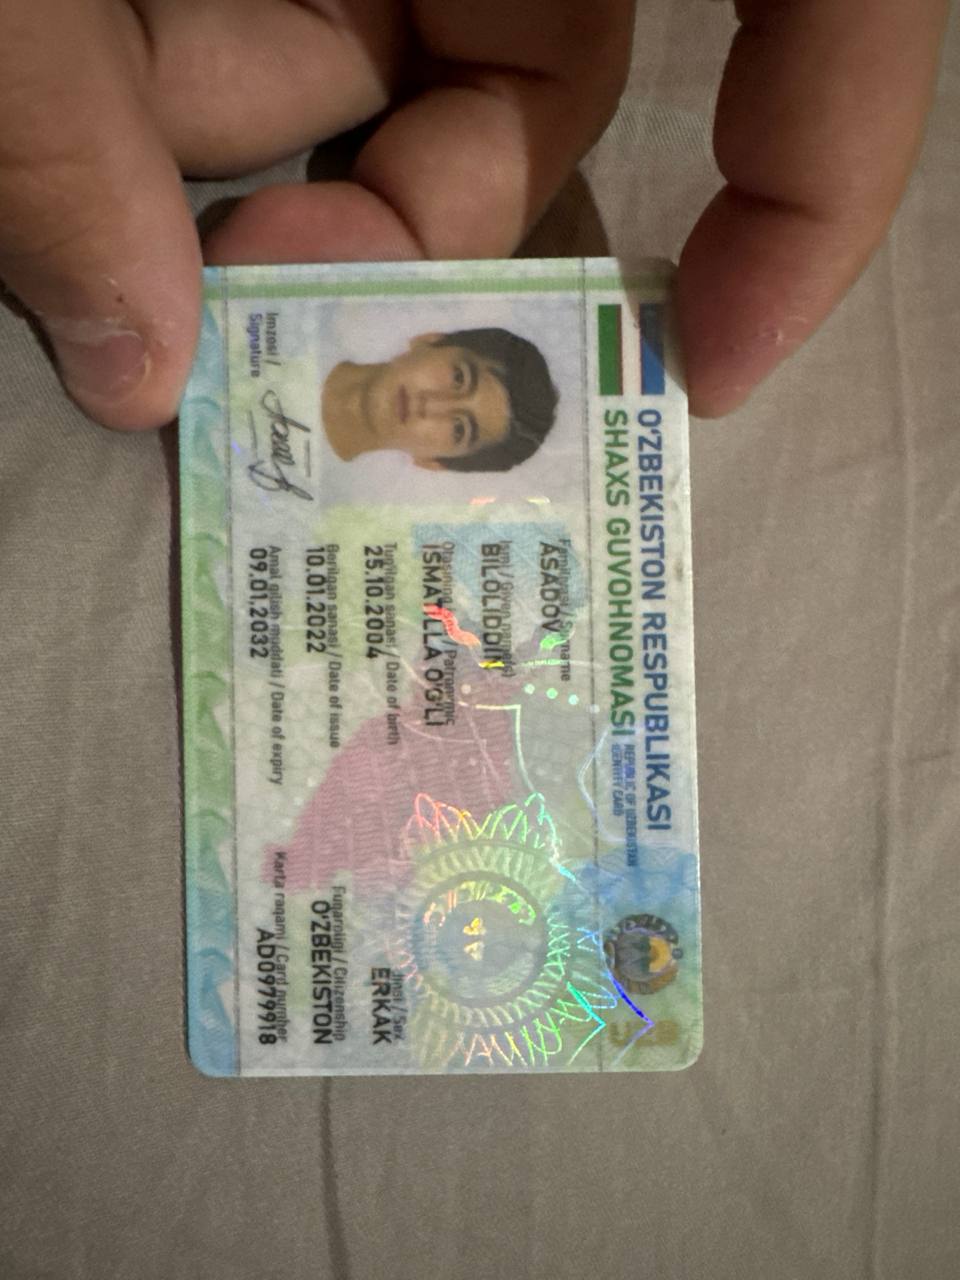 O‘ZBEKISTON RESPUBLIKASI
SHAXS GUVOHNOMASI
REPUBLIC OF UZBEKISTAN
IDENTITY CARD
Familiyasi / Surname
ASADOV
Ismi / Given name(s)
BILOLIDDIN
Otasining ismi / Patronymic
ISMATILLA O‘G‘LI
Tug‘ilgan sanasi / Date of birth
25.10.2004
Jinsi / Sex
ERKAK
Berilgan sanasi / Date of issue
10.01.2022
Fuqaroligi / Citizenship
O‘ZBEKISTON
Amal qilish muddati / Date of expiry
09.01.2032
Karta raqami / Card number
AD0979918
Imzosi /
Signature
UZB